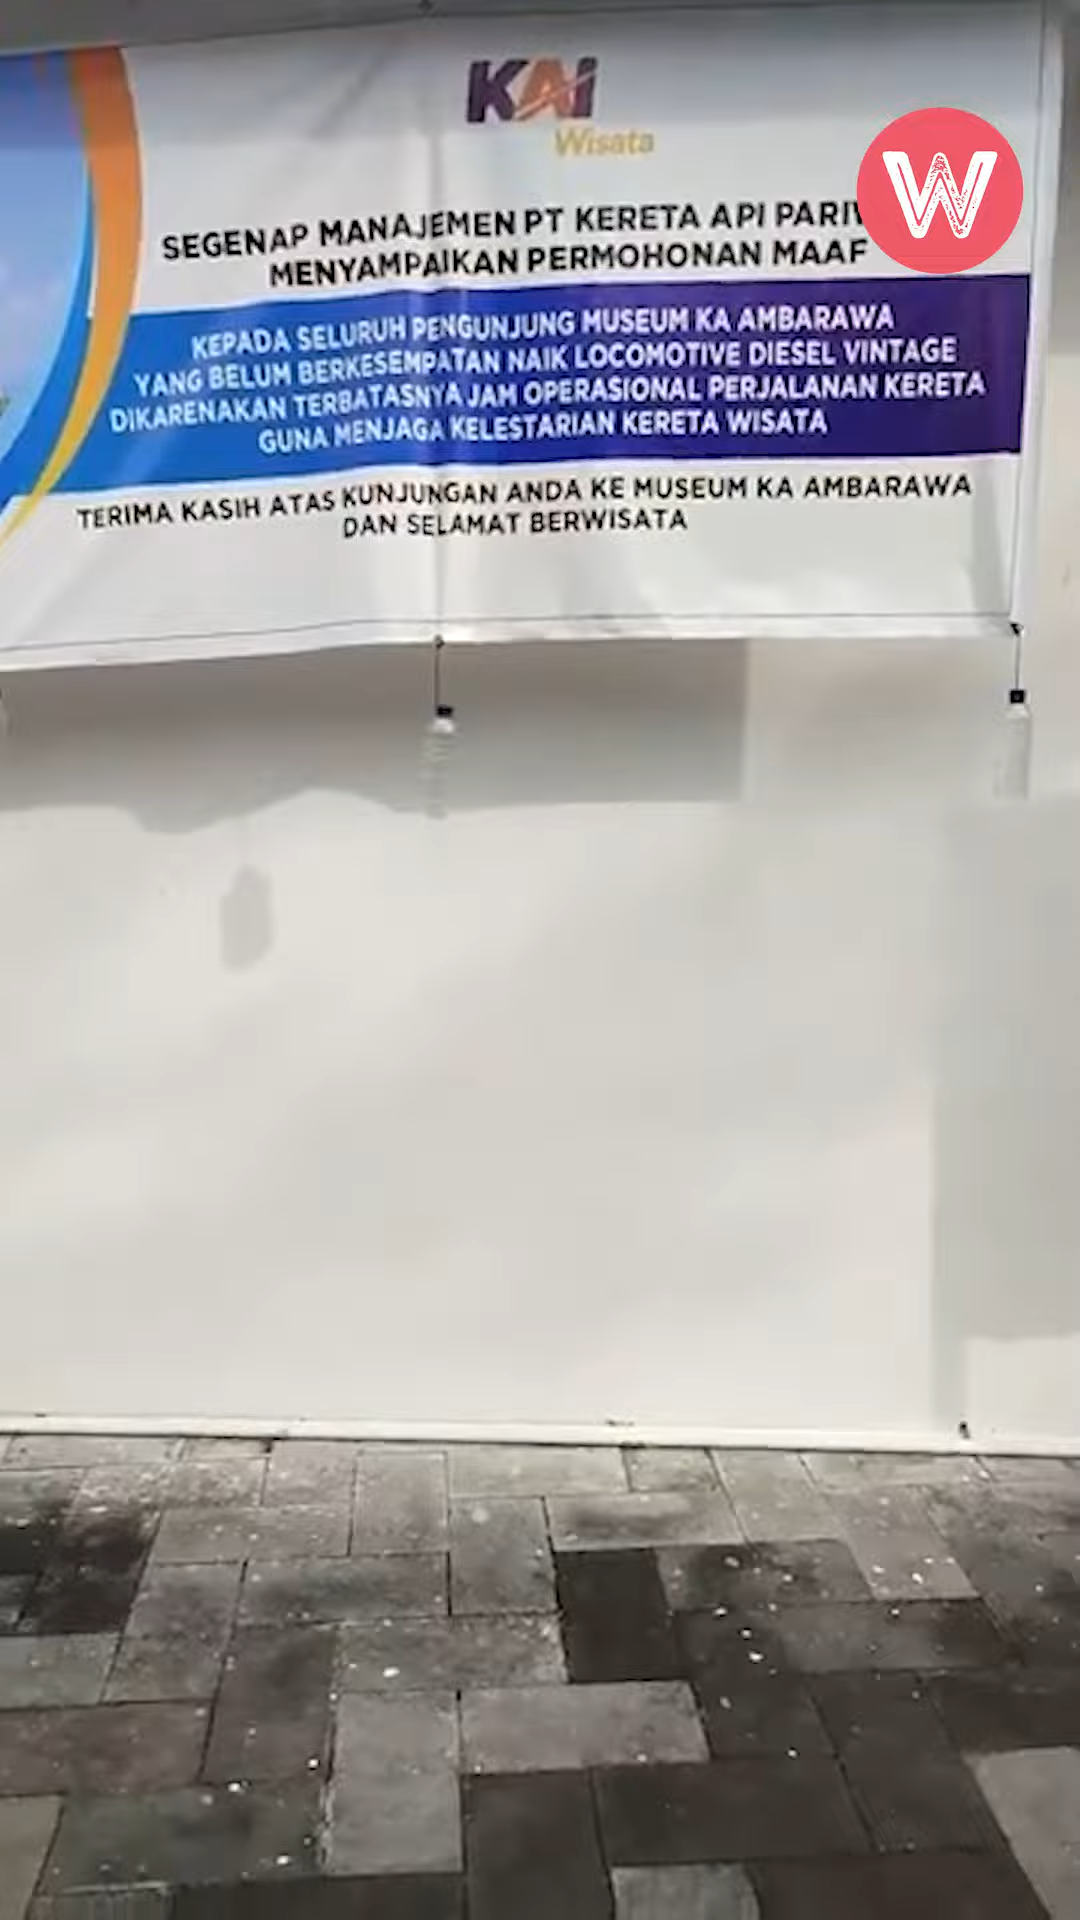 KAI
Wisata
W
SEGENAP MANAJEMEN PT KERETA API
MENYAMPAIKAN PERMOHONAN MAAF
KEPADA SELURUH PENGUNJUNG MUSEUM KA AMBARAWA
YANG BELUM BERKESEMPATAN NAIK LOCOMOTIVE DIESEL VINTAGE
DIKARENAKAN TERBATASNYA JAM OPERASIONAL PERJALANAN KERETA
GUNA MENJAGA KELESTARIAN KERETA WISATA
TERIMA KASIH ATAS KUNJUNGAN ANDA KE MUSEUM KA AMBARAWA
DAN SELAMAT BERWISATA